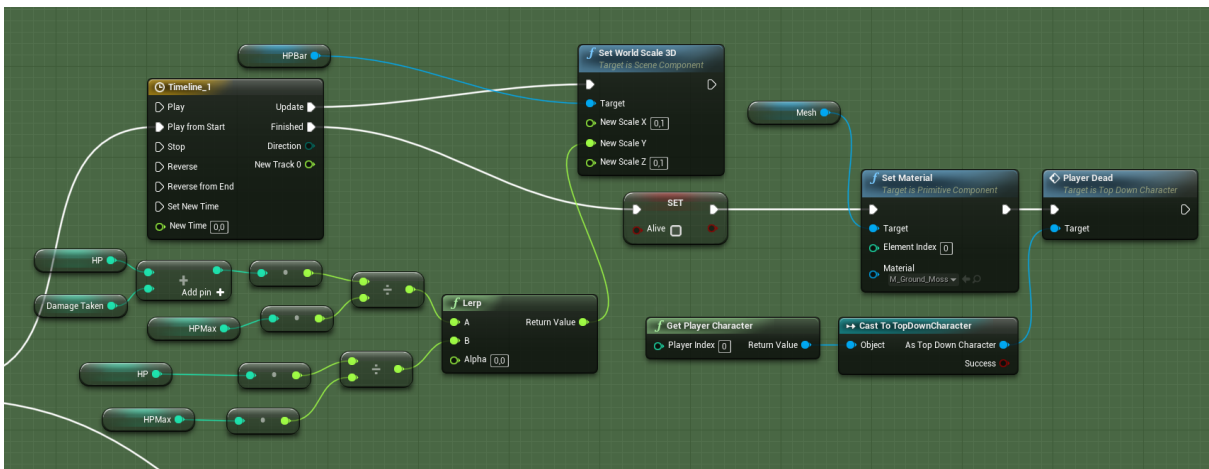 HPBar
Timeline_1
Play
Update
Play from Start
Finished
Stop
Direction
Reverse
New Track 0
Reverse from End
Set New Time
New Time 0,0
HP
Damage Taken
+
Add pin +
HPMax
÷
HP
HPMax
÷
f Lerp
A
Return Value
B
Alpha 0,0
f Set World Scale 3D
Target is Scene Component
Target
New Scale X 0,1
New Scale Y
New Scale Z 0,1
SET
Alive
Mesh
f Set Material
Target is Primitive Component
Target
Element Index 0
Material
M_Ground_Moss
Player Dead
Target is Top Down Character
Target
f Get Player Character
Player Index 0
Return Value
Cast To TopDownCharacter
Object
As Top Down Character
Success